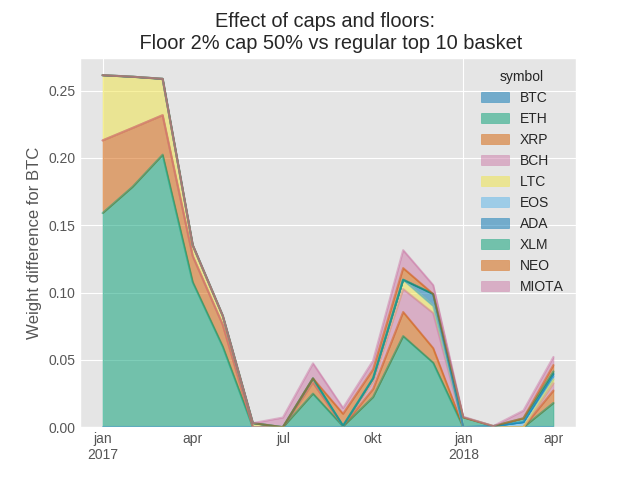 Effect of caps and floors:
Floor 2% cap 50% vs regular top 10 basket
Weight difference for BTC
0.25
0.20
0.15
0.10
0.05
0.00
jan
2017
apr
jul
okt
jan
2018
apr
symbol
BTC
ETH
XRP
BCH
LTC
EOS
ADA
XLM
NEO
MIOTA